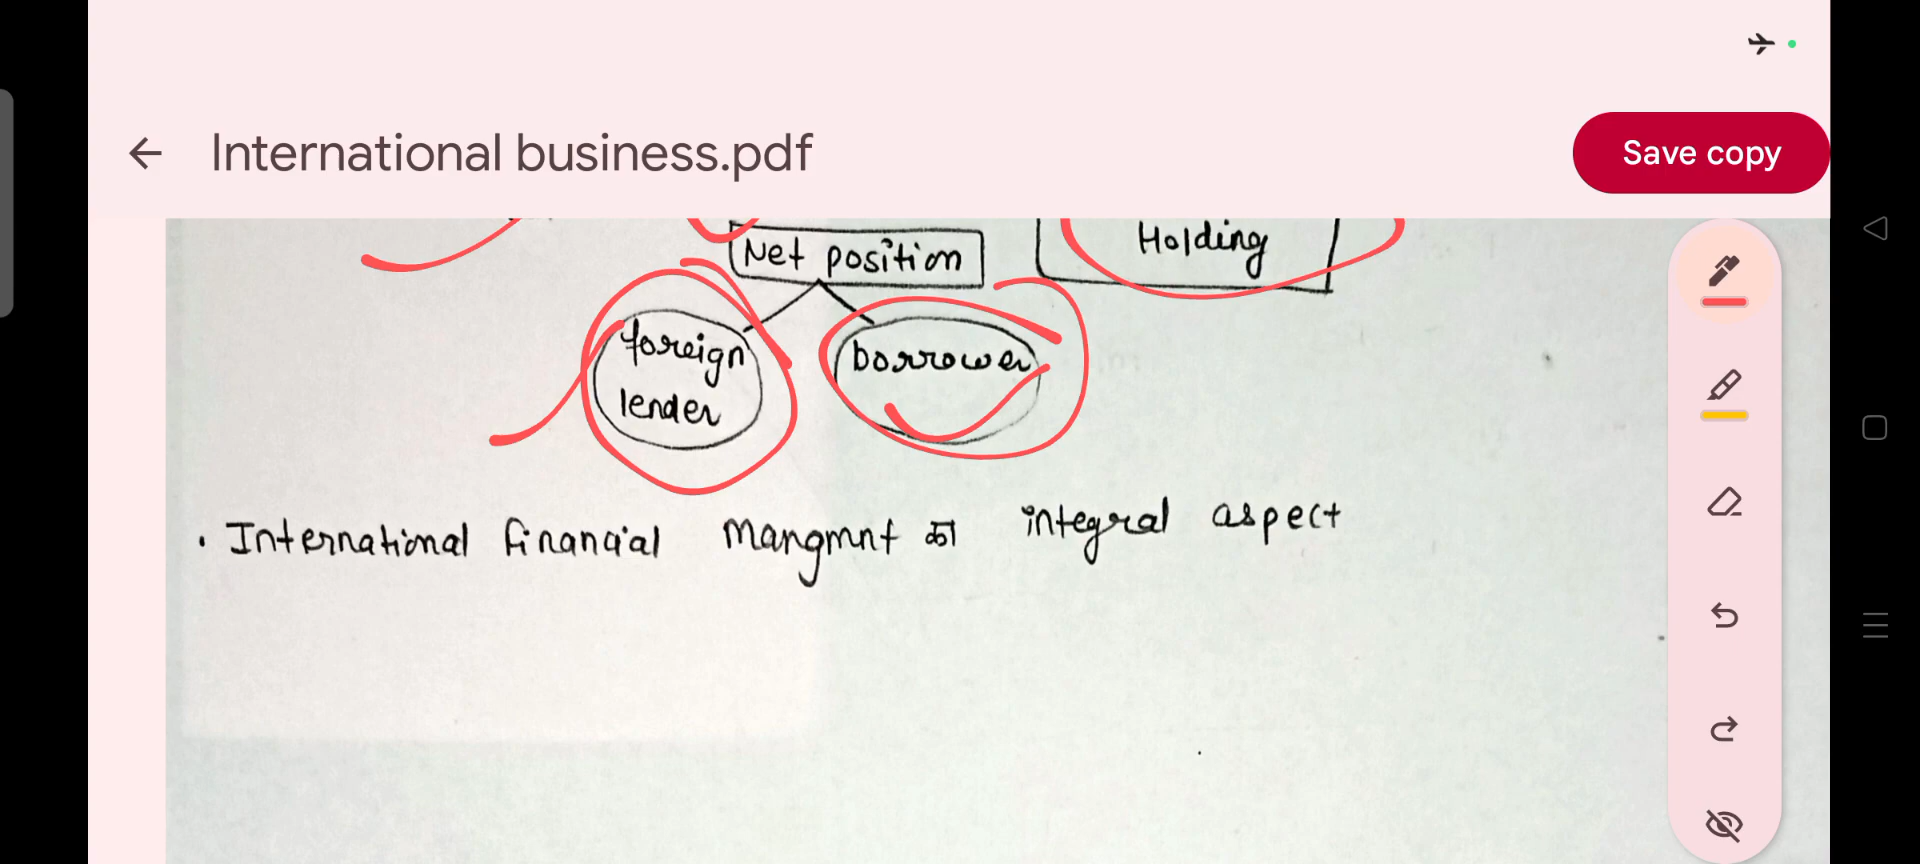 International business.pdf
Save copy
Net position
Holding
foreign
lender
borrower
. International financial Mangmnt का integral aspect